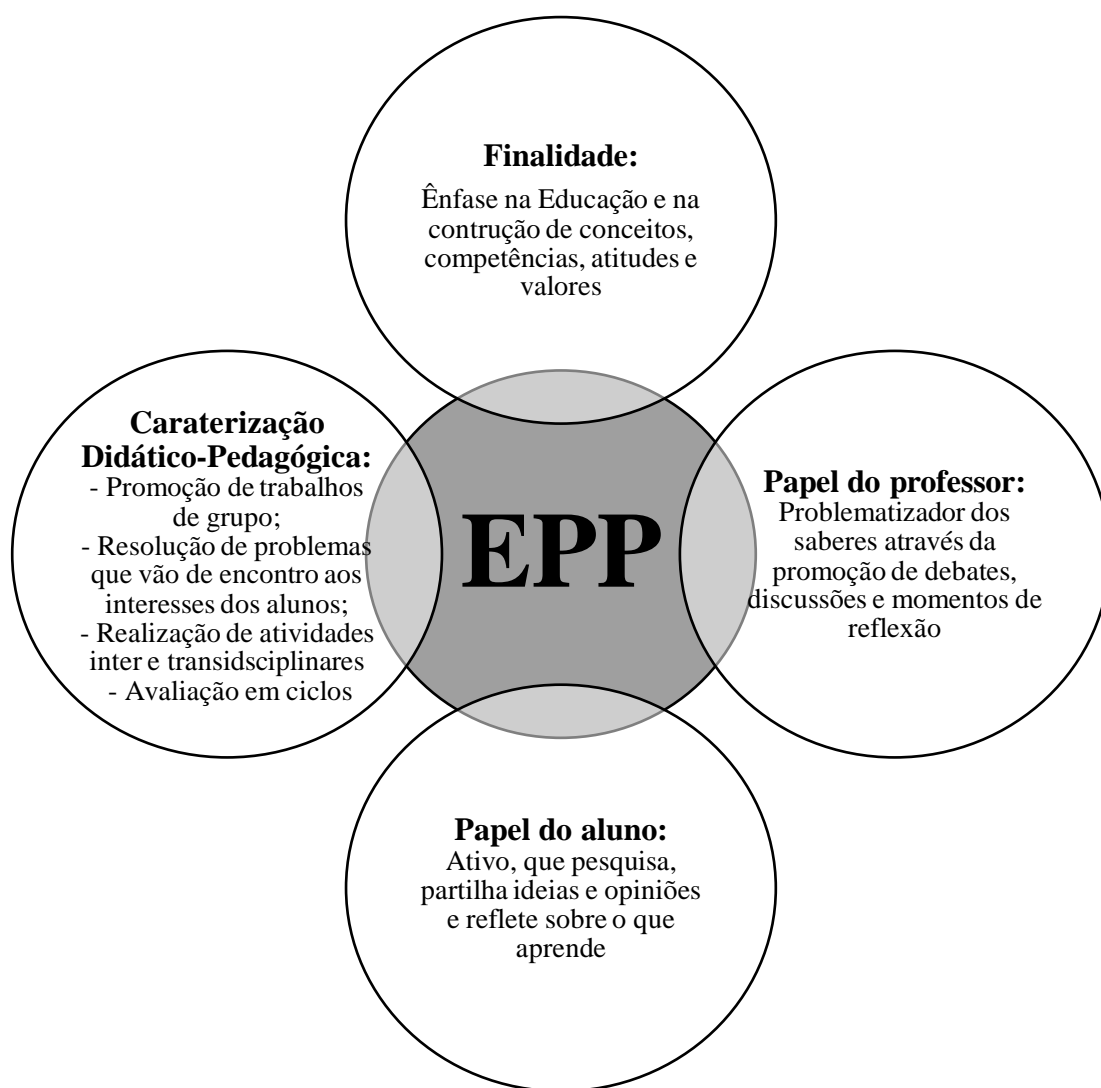 Finalidade:
Ênfase na Educação e na
contrução de conceitos,
competências, atitudes e
valores
Caraterização
Didático-Pedagógica:
- Promoção de trabalhos
de grupo;
- Resolução de problemas
que vão de encontro aos
interesses dos alunos;
- Realização de atividades
inter e transidsciplinares
- Avaliação em ciclos
EPP
Papel do professor:
Problematizador dos
saberes através da
promoção de debates,
discussões e momentos de
reflexão
Papel do aluno:
Ativo, que pesquisa,
partilha ideias e opiniões
e reflete sobre o que
aprende